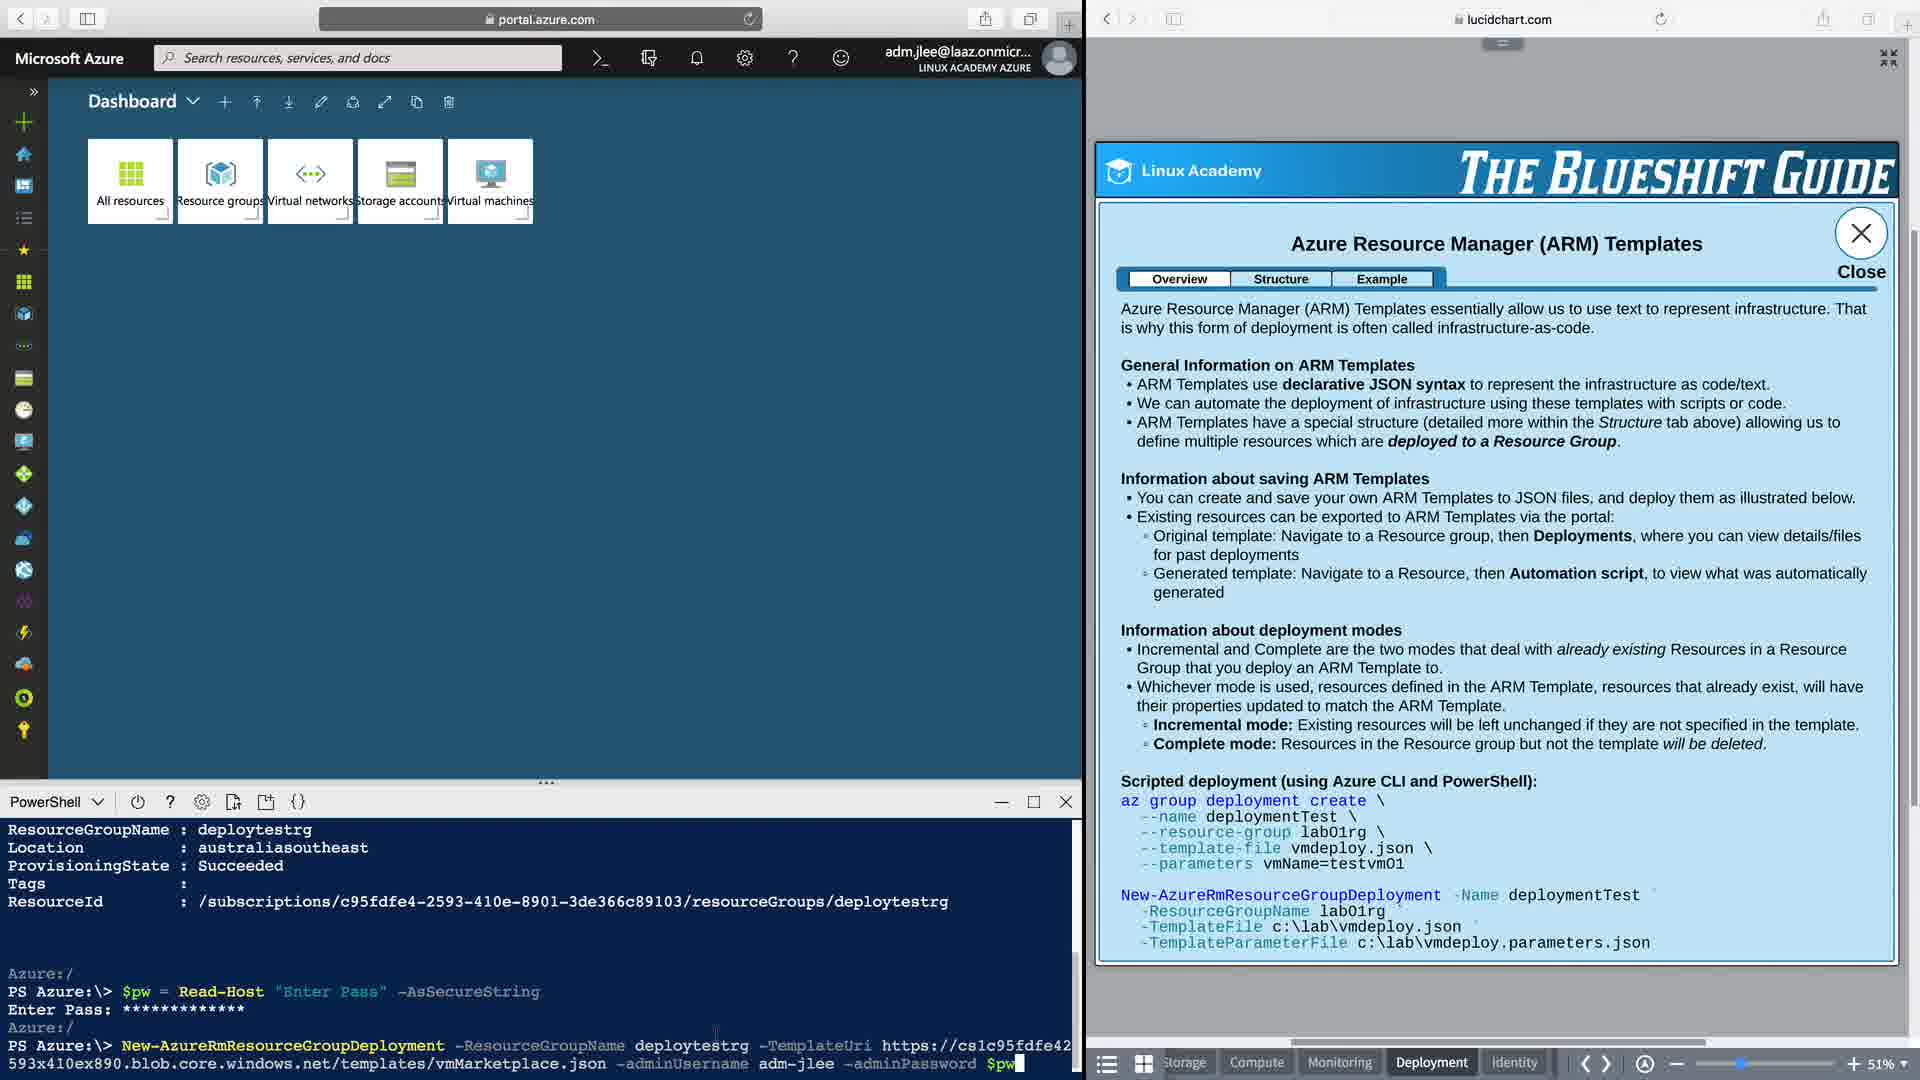 portal.azure.com
Microsoft Azure
Search resources, services, and docs
adm.jlee@laaz.onmicr...
LINUX ACADEMY AZURE
Dashboard
All resources
Resource groups
Virtual networks
Storage accounts
Virtual machines
PowerShell
ResourceGroupName : deploytestrg
Location : australiasoutheast
ProvisioningState : Succeeded
Tags :
ResourceId : /subscriptions/c95fdfe4-2593-410e-8901-3de366c89103/resourceGroups/deploytestrg
Azure:/
PS Azure:\> $pw = Read-Host "Enter Pass" -AsSecureString
Enter Pass: *************
Azure:/
PS Azure:\> New-AzureRmResourceGroupDeployment -ResourceGroupName deploytestrg -TemplateUri https://cs1c95fdfe42
593x410ex890.blob.core.windows.net/templates/vmMarketplace.json -adminUsername adm-jlee -adminPassword $pw
lucidchart.com
Linux Academy
THE BLUESHIFT GUIDE
Close
Azure Resource Manager (ARM) Templates
Overview
Structure
Example
Azure Resource Manager (ARM) Templates essentially allow us to use text to represent infrastructure. That
is why this form of deployment is often called infrastructure-as-code.
General Information on ARM Templates
• ARM Templates use declarative JSON syntax to represent the infrastructure as code/text.
• We can automate the deployment of infrastructure using these templates with scripts or code.
• ARM Templates have a special structure (detailed more within the Structure tab above) allowing us to
define multiple resources which are deployed to a Resource Group.
Information about saving ARM Templates
• You can create and save your own ARM Templates to JSON files, and deploy them as illustrated below.
• Existing resources can be exported to ARM Templates via the portal:
◦ Original template: Navigate to a Resource group, then Deployments, where you can view details/files
for past deployments
◦ Generated template: Navigate to a Resource, then Automation script, to view what was automatically
generated
Information about deployment modes
• Incremental and Complete are the two modes that deal with already existing Resources in a Resource
Group that you deploy an ARM Template to.
• Whichever mode is used, resources defined in the ARM Template, resources that already exist, will have
their properties updated to match the ARM Template.
◦ Incremental mode: Existing resources will be left unchanged if they are not specified in the template.
◦ Complete mode: Resources in the Resource group but not the template will be deleted.
Scripted deployment (using Azure CLI and PowerShell):
az group deployment create \
--name deploymentTest \
--resource-group lab01rg \
--template-file vmdeploy.json \
--parameters vmName=testvm01
New-AzureRmResourceGroupDeployment -Name deploymentTest `
-ResourceGroupName lab01rg `
-TemplateFile c:\lab\vmdeploy.json `
-TemplateParameterFile c:\lab\vmdeploy.parameters.json
Storage
Compute
Monitoring
Deployment
Identity
51%